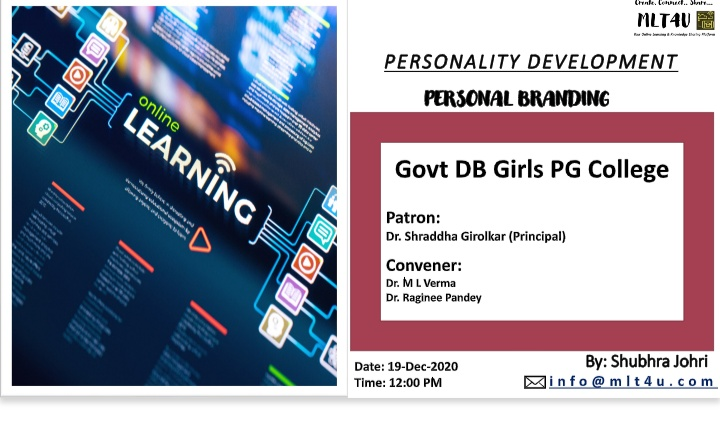 online
LEARNING
Create. Connect.. Share...
MLT4U
PERSONALITY DEVELOPMENT
PERSONAL BRANDING
Govt DB Girls PG College
Patron:
Dr. Shraddha Girolkar (Principal)
Convener:
Dr. M L Verma
Dr. Raginee Pandey
Date: 19-Dec-2020
Time: 12:00 PM
By: Shubhra Johri
info@mlt4u.com